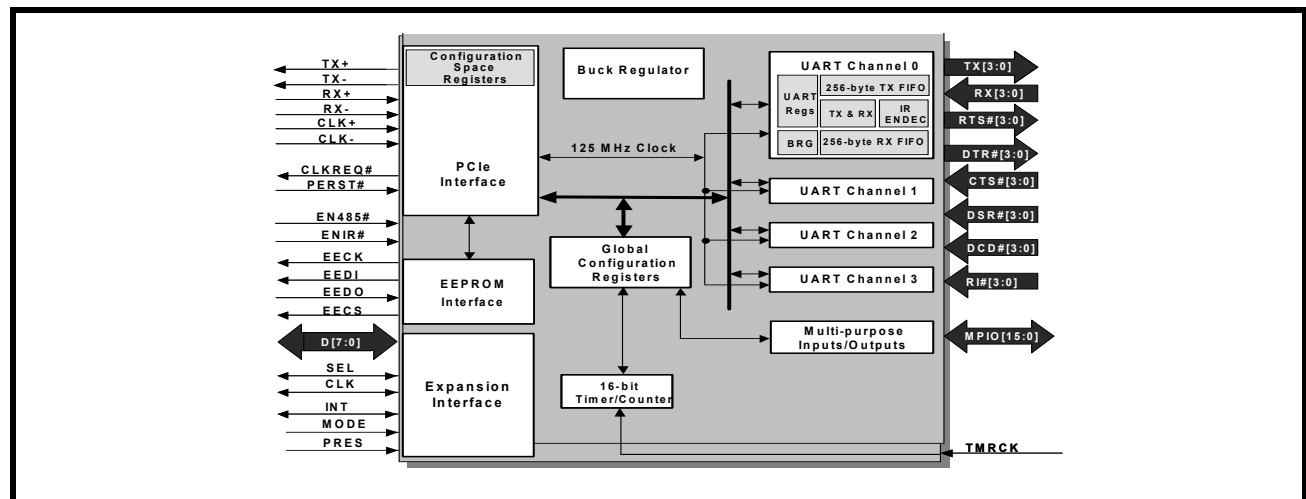 TX+
TX-
RX+
RX-
CLK+
CLK-
CLKREQ#
PERST#
EN485#
ENIR#
EECK
EEDI
EEDO
EECS
D[7:0]
SEL
CLK
INT
MODE
PRES
Configuration
Space
Registers
PCIe
Interface
EEPROM
Interface
Expansion
Interface
Buck Regulator
125 MHz Clock
Global
Configuration
Registers
16-bit
Timer/Counter
UART Channel 0
UART
Regs
256-byte TX FIFO
TX & RX
IR
ENDEC
BRG
256-byte RX FIFO
UART Channel 1
UART Channel 2
UART Channel 3
Multi-purpose
Inputs/Outputs
TX[3:0]
RX[3:0]
RTS#[3:0]
DTR#[3:0]
CTS#[3:0]
DSR#[3:0]
DCD#[3:0]
RI#[3:0]
MPIO[15:0]
TMRCK